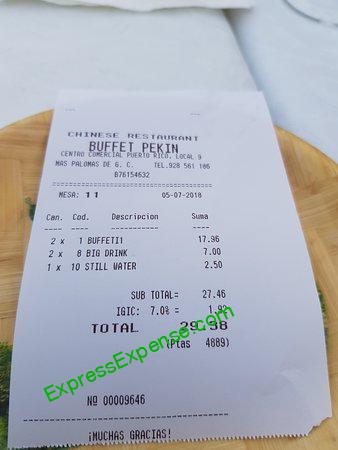 CHINESE RESTAURANT
BUFFET PEKIN
CENTRO COMERCIAL PUERTO RICO, LOCAL 9
MAS PALOMAS DE G. C. TEL.928 561 106
B76154632
MESA: 11 05-07-2018
Can. Cod. Descripcion Suma
2 x 1 BUFFETI1 17.96
2 x 8 BIG DRINK 7.00
1 x 10 STILL WATER 2.50
SUB TOTAL= 27.46
IGIC: 7.0% = 1.92
TOTAL 29.38
(Ptas 4889)
ExpressExpense.com
Nº 00009646
¡MUCHAS GRACIAS!